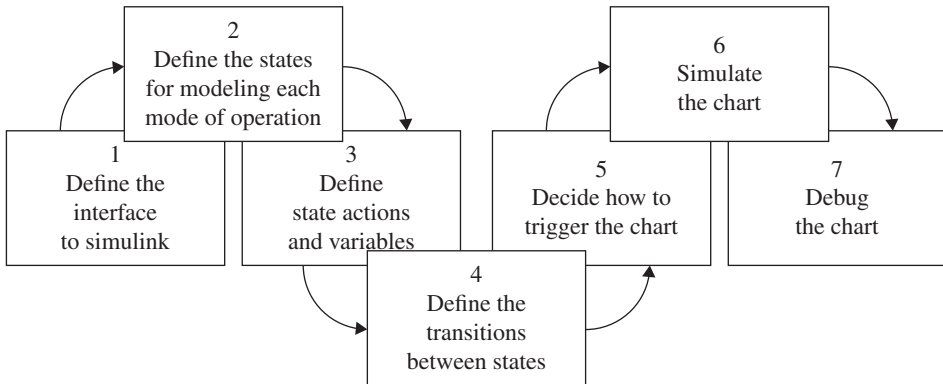 1
Define the
interface
to simulink
2
Define the states
for modeling each
mode of operation
3
Define
state actions
and variables
4
Define the
transitions
between states
5
Decide how to
trigger the chart
6
Simulate
the chart
7
Debug
the chart